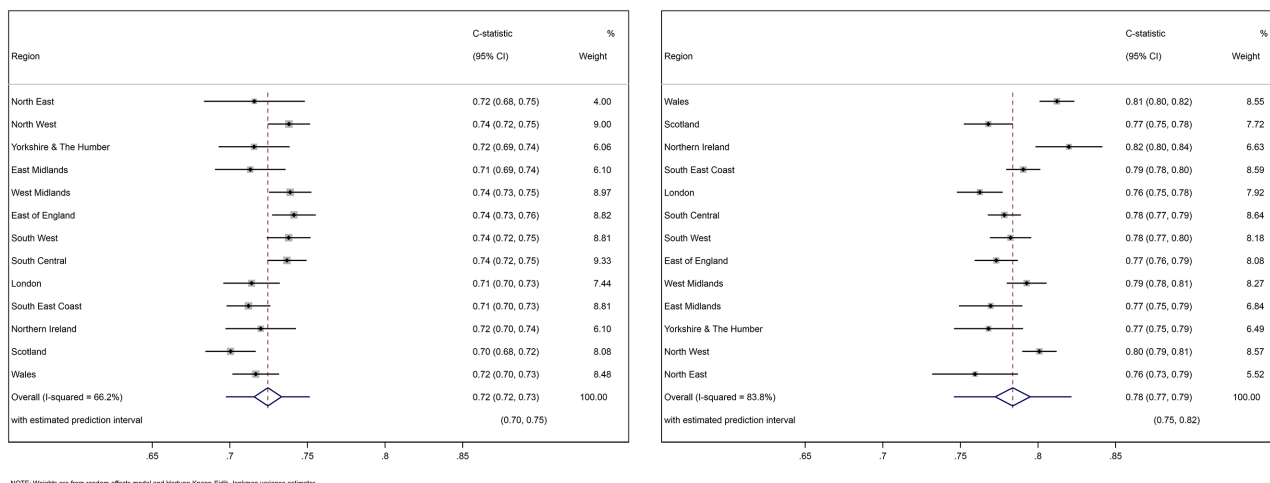 C-statistic %
Region (95% CI) Weight
North East 0.72 (0.68, 0.75) 4.00
North West 0.74 (0.72, 0.75) 9.00
Yorkshire & The Humber 0.72 (0.69, 0.74) 6.06
East Midlands 0.71 (0.69, 0.74) 6.10
West Midlands 0.74 (0.73, 0.75) 8.97
East of England 0.74 (0.73, 0.76) 8.82
South West 0.74 (0.72, 0.75) 8.81
South Central 0.74 (0.72, 0.75) 9.33
London 0.71 (0.70, 0.73) 7.44
South East Coast 0.71 (0.70, 0.73) 8.81
Northern Ireland 0.72 (0.70, 0.74) 6.10
Scotland 0.70 (0.68, 0.72) 8.08
Wales 0.72 (0.70, 0.73) 8.48
Overall (I-squared = 66.2%) 0.72 (0.72, 0.73) 100.00
with estimated prediction interval (0.70, 0.75)
.65 .7 .75 .8 .85
C-statistic %
Region (95% CI) Weight
Wales 0.81 (0.80, 0.82) 8.55
Scotland 0.77 (0.75, 0.78) 7.72
Northern Ireland 0.82 (0.80, 0.84) 6.63
South East Coast 0.79 (0.78, 0.80) 8.59
London 0.76 (0.75, 0.78) 7.92
South Central 0.78 (0.77, 0.79) 8.64
South West 0.78 (0.77, 0.80) 8.18
East of England 0.77 (0.76, 0.79) 8.08
West Midlands 0.79 (0.78, 0.81) 8.27
East Midlands 0.77 (0.75, 0.79) 6.84
Yorkshire & The Humber 0.77 (0.75, 0.79) 6.49
North West 0.80 (0.79, 0.81) 8.57
North East 0.76 (0.73, 0.79) 5.52
Overall (I-squared = 83.8%) 0.78 (0.77, 0.79) 100.00
with estimated prediction interval (0.75, 0.82)
.65 .7 .75 .8 .85
NOTE: Weights are from random effects model and